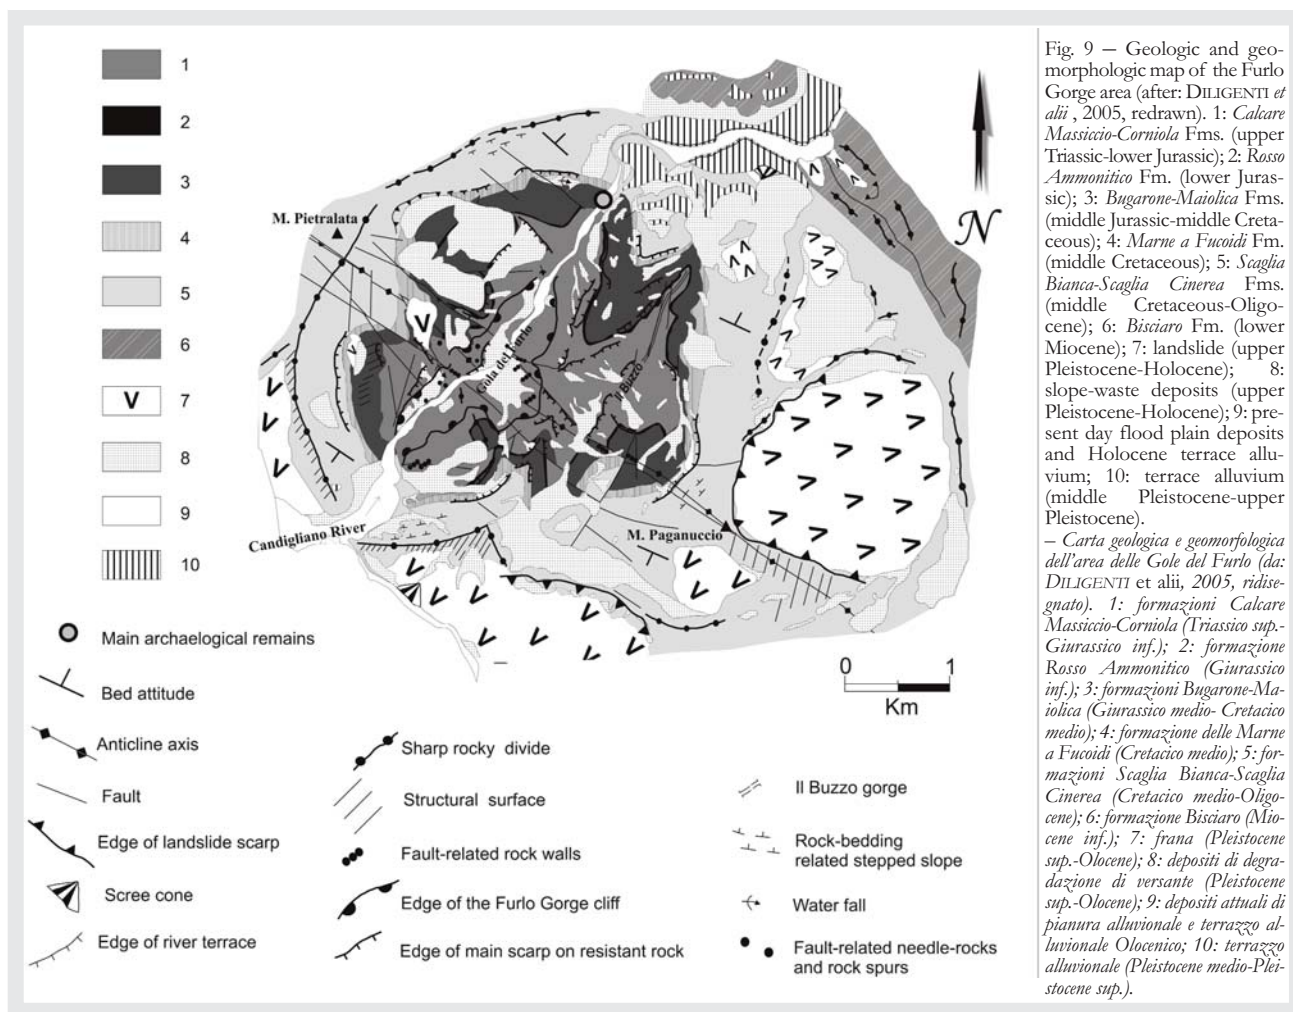 1
2
3
4
5
6
7
V
8
9
10
Main archaelogical remains
Bed attitude
Anticline axis
Fault
Edge of landslide scarp
Scree cone
Edge of river terrace
Sharp rocky divide
Structural surface
Fault-related rock walls
Edge of the Furlo Gorge cliff
Edge of main scarp on resistant rock
Il Buzzo gorge
Rock-bedding
related stepped slope
Water fall
Fault-related needle-rocks
and rock spurs
M. Pietralata
Gola del Furlo
Il Buzzo
Candigliano River
M. Paganuccio
N
0 1
Km
Fig. 9 – Geologic and geo-
morphologic map of the Furlo
Gorge area (after: DILIGENTI et
alii , 2005, redrawn). 1: Calcare
Massiccio-Corniola Fms. (upper
Triassic-lower Jurassic); 2: Rosso
Ammonitico Fm. (lower Juras-
sic); 3: Bugarone-Maiolica Fms.
(middle Jurassic-middle Creta-
ceous); 4: Marne a Fucoidi Fm.
(middle Cretaceous); 5: Scaglia
Bianca-Scaglia Cinerea Fms.
(middle Cretaceous-Oligo-
cene); 6: Bisciaro Fm. (lower
Miocene); 7: landslide (upper
Pleistocene-Holocene); 8:
slope-waste deposits (upper
Pleistocene-Holocene); 9: pre-
sent day flood plain deposits
and Holocene terrace allu-
vium; 10: terrace alluvium
(middle Pleistocene-upper
Pleistocene).
– Carta geologica e geomorfologica
dell'area delle Gole del Furlo (da:
DILIGENTI et alii, 2005, ridise-
gnato). 1: formazioni Calcare
Massiccio-Corniola (Triassico sup.-
Giurassico inf.); 2: formazione
Rosso Ammonitico (Giurassico
inf.); 3: formazioni Bugarone-Ma-
iolica (Giurassico medio- Cretacico
medio); 4: formazione delle Marne
a Fucoidi (Cretacico medio); 5: for-
mazioni Scaglia Bianca-Scaglia
Cinerea (Cretacico medio-Oligo-
cene); 6: formazione Bisciaro (Mio-
cene inf.); 7: frana (Pleistocene
sup.-Olocene); 8: depositi di degra-
dazione di versante (Pleistocene
sup.-Olocene); 9: depositi attuali di
pianura alluvionale e terrazzo al-
luvionale Olocenico; 10: terrazzo
alluvionale (Pleistocene medio-Plei-
stocene sup.).